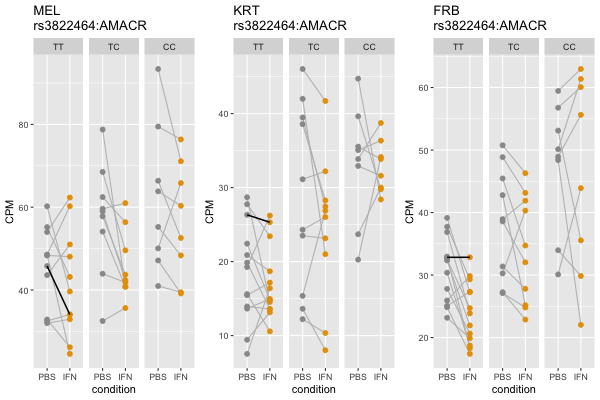 MEL
rs3822464:AMACR
TT TC CC
CPM
80
60
40
PBS IFN PBS IFN PBS IFN
condition
KRT
rs3822464:AMACR
TT TC CC
CPM
40
30
20
10
PBS IFN PBS IFN PBS IFN
condition
FRB
rs3822464:AMACR
TT TC CC
CPM
60
50
40
30
20
PBS IFN PBS IFN PBS IFN
condition